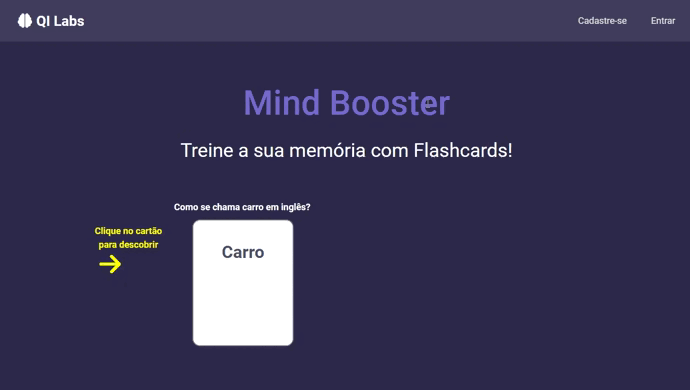 QI Labs
Cadastre-se
Entrar
Mind Booster
Treine a sua memória com Flashcards!
Como se chama carro em inglês?
Clique no cartão
para descobrir
Carro